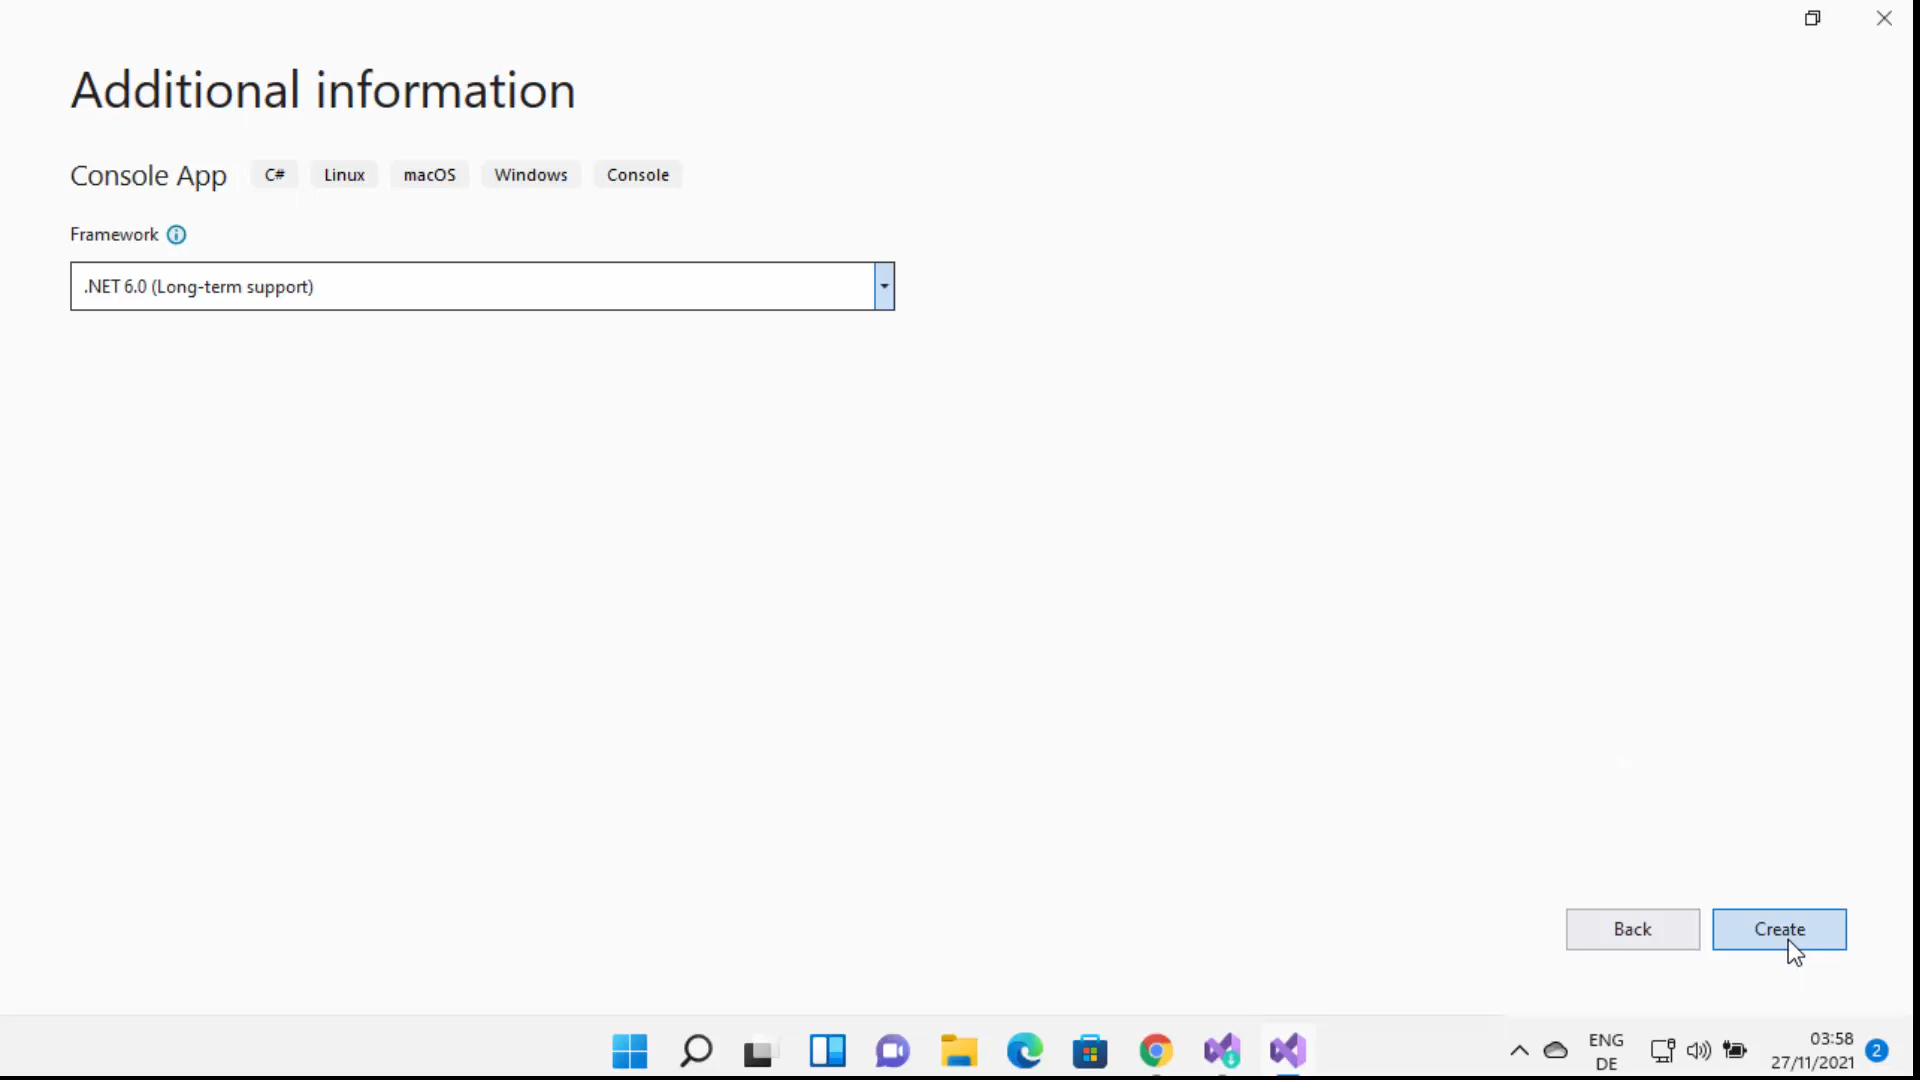 Additional information
Console App C# Linux macOS Windows Console
Framework
.NET 6.0 (Long-term support)
Back Create
ENG 03:58 2
DE 27/11/2021